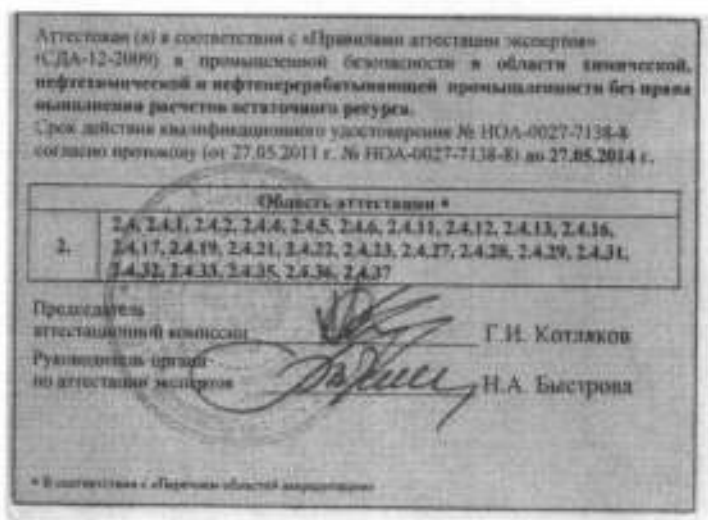 Аттестован (а) в соответствии с «Правилами аттестации экспертов»
(СДА-12-2009) в промышленной безопасности в области химической,
нефтехимической и нефтеперерабатывающей промышленности без права
выполнения расчетов остаточного ресурса.
Срок действия квалификационного удостоверения № НОА-0027-7138-8
согласно протоколу (от 27.05.2011 г. № НОА-0027-7138-8) до 27.05.2014 г.
Область аттестации *
2. 2.4, 2.4.1, 2.4.2, 2.4.4, 2.4.5, 2.4.6, 2.4.11, 2.4.12, 2.4.13, 2.4.16,
2.4.17, 2.4.19, 2.4.21, 2.4.22, 2.4.23, 2.4.27, 2.4.28, 2.4.29, 2.4.31,
2.4.32, 2.4.33, 2.4.35, 2.4.36, 2.4.37
Председатель
аттестационной комиссии Г.И. Котляков
Руководитель органа
по аттестации экспертов Н.А. Быстрова
* В соответствии с «Перечнем областей аккредитации»